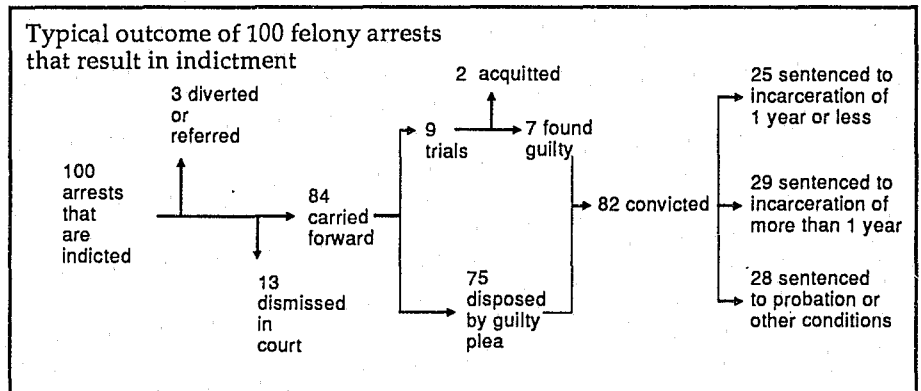 Typical outcome of 100 felony arrests
that result in indictment
3 diverted
or
referred
2 acquitted
25 sentenced to
incarceration of
1 year or less
9
trials
7 found
guilty
100
arrests
that
are
indicted
84
carried
forward
82 convicted
29 sentenced to
incarceration of
more than 1 year
13
dismissed
in
court
75
disposed
by guilty
plea
28 sentenced
to probation or
other conditions